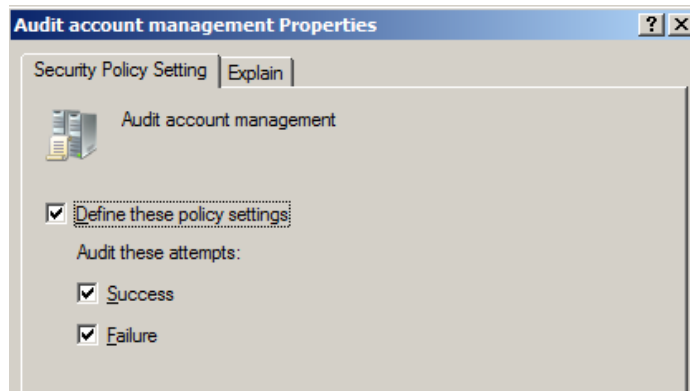 Audit account management Properties
Security Policy Setting
Explain
Audit account management
Define these policy settings
Audit these attempts:
Success
Failure